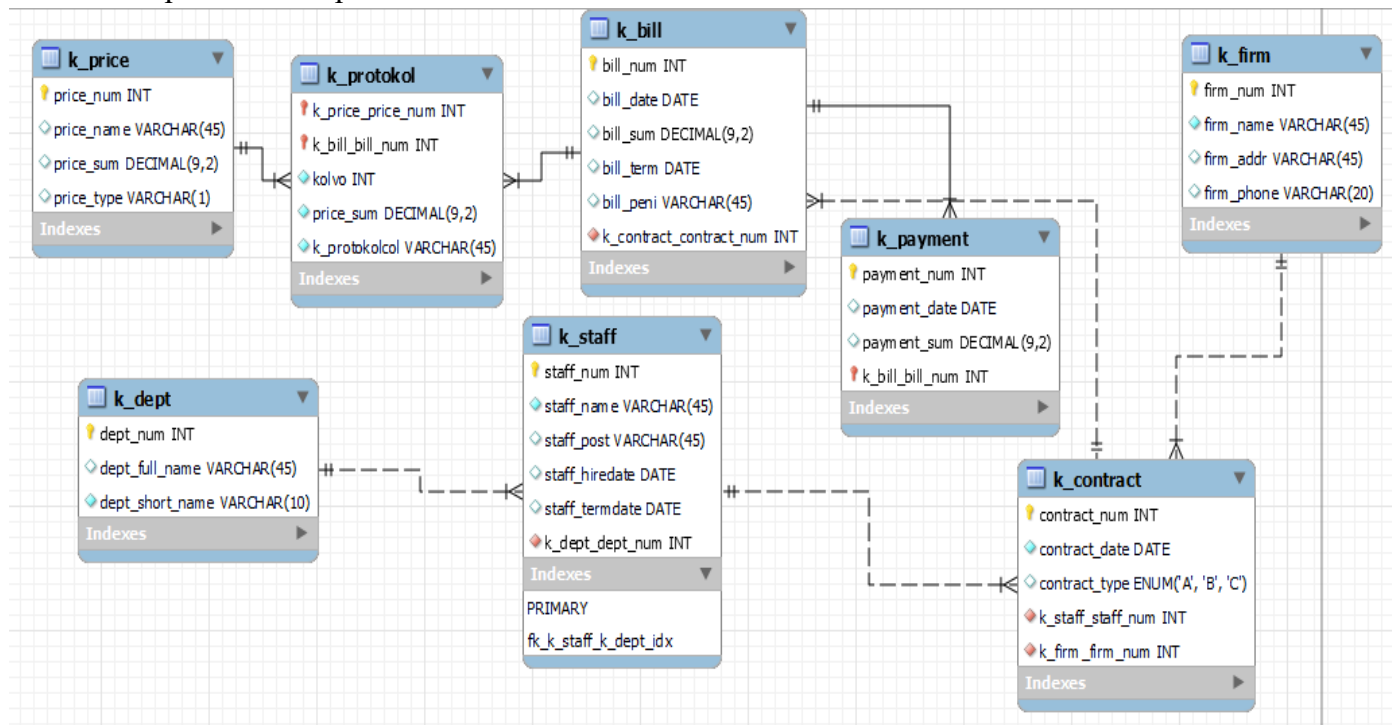 k_price
price_num INT
price_name VARCHAR(45)
price_sum DECIMAL(9,2)
price_type VARCHAR(1)
Indexes
k_protokol
k_price_price_num INT
k_bill_bill_num INT
kolvo INT
price_sum DECIMAL(9,2)
k_protokolcol VARCHAR(45)
Indexes
k_bill
bill_num INT
bill_date DATE
bill_sum DECIMAL(9,2)
bill_term DATE
bill_peni VARCHAR(45)
k_contract_contract_num INT
Indexes
k_payment
payment_num INT
payment_date DATE
payment_sum DECIMAL(9,2)
k_bill_bill_num INT
Indexes
k_firm
firm_num INT
firm_name VARCHAR(45)
firm_addr VARCHAR(45)
firm_phone VARCHAR(20)
Indexes
k_dept
dept_num INT
dept_full_name VARCHAR(45)
dept_short_name VARCHAR(10)
Indexes
k_staff
staff_num INT
staff_name VARCHAR(45)
staff_post VARCHAR(45)
staff_hiredate DATE
staff_termdate DATE
k_dept_dept_num INT
Indexes
PRIMARY
fk_k_staff_k_dept_idx
k_contract
contract_num INT
contract_date DATE
contract_type ENUM('A', 'B', 'C')
k_staff_staff_num INT
k_firm_firm_num INT
Indexes